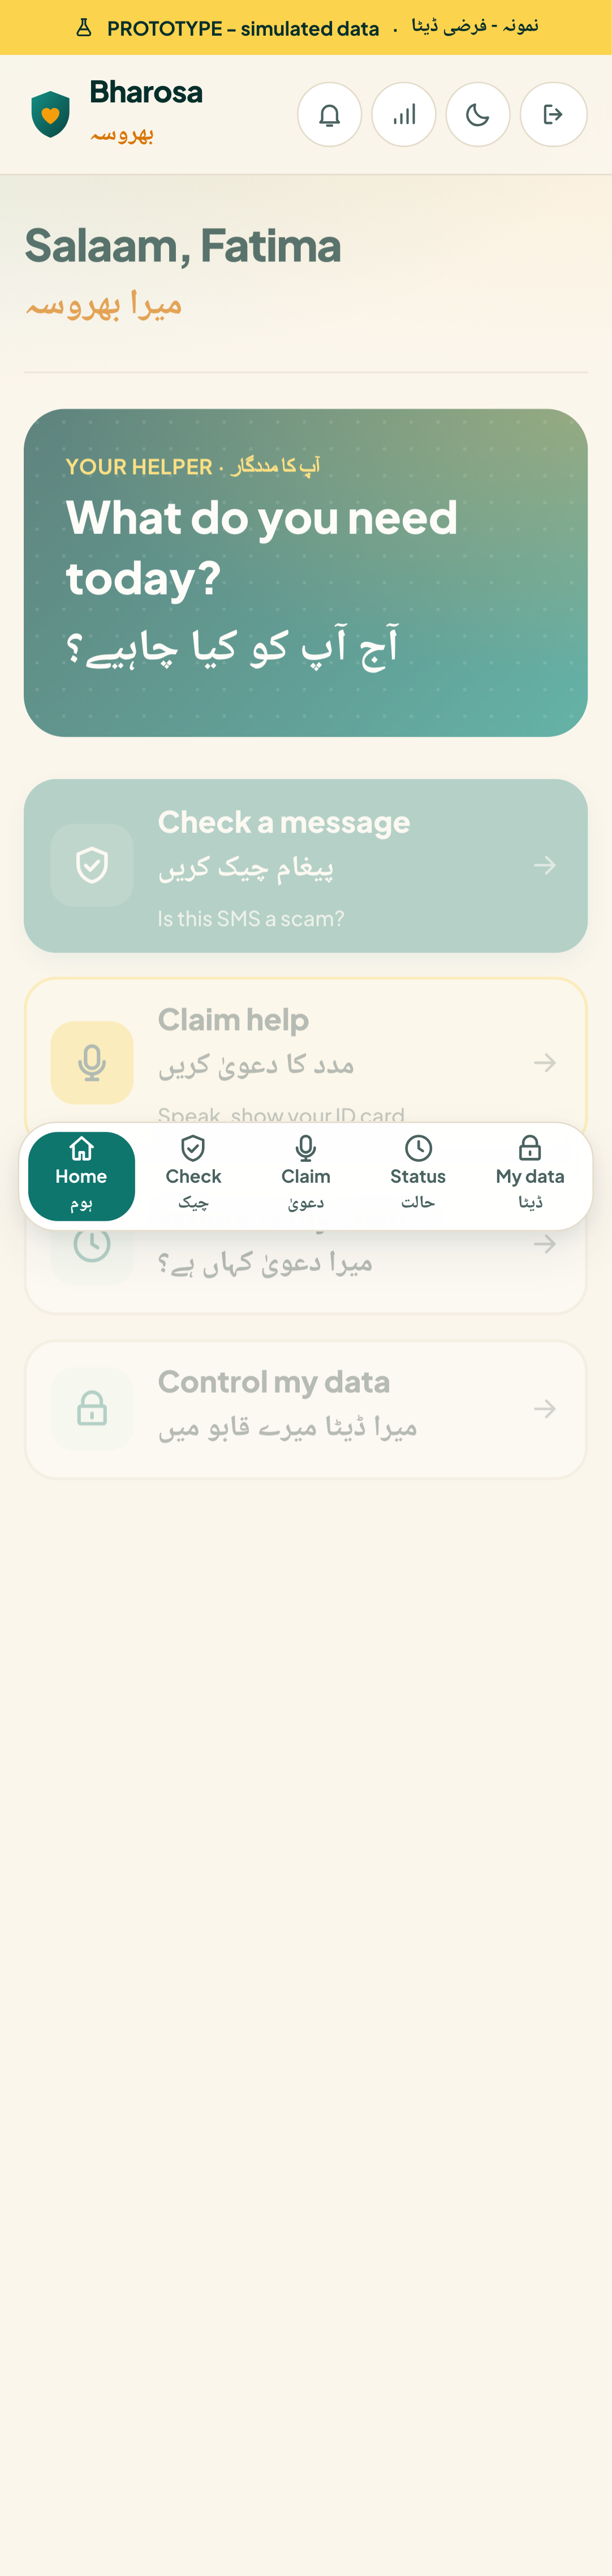 PROTOTYPE – simulated data · نمونہ - فرضی ڈیٹا
Bharosa
بھروسہ
Salaam, Fatima
میرا بھروسہ
YOUR HELPER · آپ کا مددگار
What do you need
today?
آج آپ کو کیا چاہیے؟
Check a message
پیغام چیک کریں
Is this SMS a scam?
Claim help
مدد کا دعویٰ کریں
Speak, show your ID card
Home
ہوم
Check
چیک
Claim
دعویٰ
Status
حالت
My data
ڈیٹا
میرا دعویٰ کہاں ہے؟
Control my data
میرا ڈیٹا میرے قابو میں